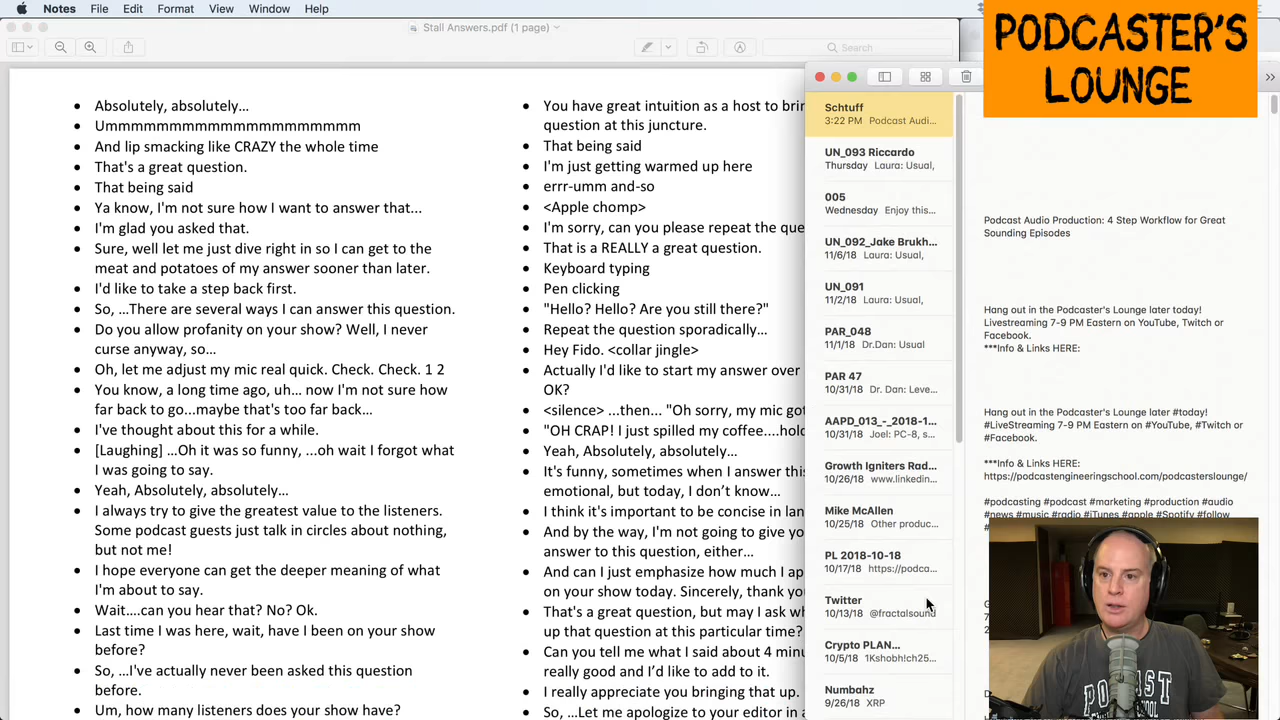 Notes File Edit Format View Window Help
Stall Answers.pdf (1 page)
Search
PODCASTER'S
LOUNGE
Absolutely, absolutely…
Ummmmmmmmmmmmmmmmmmmm
And lip smacking like CRAZY the whole time
That's a great question.
That being said
Ya know, I'm not sure how I want to answer that...
I'm glad you asked that.
Sure, well let me just dive right in so I can get to the
meat and potatoes of my answer sooner than later.
I'd like to take a step back first.
So, …There are several ways I can answer this question.
Do you allow profanity on your show? Well, I never
curse anyway, so…
Oh, let me adjust my mic real quick. Check. Check. 1 2
You know, a long time ago, uh… now I'm not sure how
far back to go...maybe that's too far back…
I've thought about this for a while.
[Laughing] …Oh it was so funny, ...oh wait I forgot what
I was going to say.
Yeah, Absolutely, absolutely…
I always try to give the greatest value to the listeners.
Some podcast guests just talk in circles about nothing,
but not me!
I hope everyone can get the deeper meaning of what
I'm about to say.
Wait....can you hear that? No? Ok.
Last time I was here, wait, have I been on your show
before?
So, …I've actually never been asked this question
before.
Um, how many listeners does your show have?
You have great intuition as a host to brin
question at this juncture.
That being said
I'm just getting warmed up here
errr-umm and-so
<Apple chomp>
I'm sorry, can you please repeat the que
That is a REALLY a great question.
Keyboard typing
Pen clicking
"Hello? Hello? Are you still there?"
Repeat the question sporadically…
Hey Fido. <collar jingle>
Actually I'd like to start my answer over
OK?
<silence> ...then... "Oh sorry, my mic got
"OH CRAP! I just spilled my coffee....hold
Yeah, Absolutely, absolutely…
It's funny, sometimes when I answer this
emotional, but today, I don't know…
I think it's important to be concise in lan
And by the way, I'm not going to give yo
answer to this question, either…
And can I just emphasize how much I ap
on your show today. Sincerely, thank you
That's a great question, but may I ask wh
up that question at this particular time?
Can you tell me what I said about 4 minu
really good and I'd like to add to it.
I really appreciate you bringing that up.
So, …Let me apologize to your editor in a
Schtuff
3:22 PM Podcast Audi...
UN_093 Riccardo
Thursday Laura: Usual,
005
Wednesday Enjoy this...
UN_092_Jake Brukh...
11/6/18 Laura: Usual,
UN_091
11/2/18 Laura: Usual,
PAR_048
11/1/18 Dr.Dan: Usual
PAR 47
10/31/18 Dr. Dan: Leve...
AAPD_013_-_2018-1...
10/31/18 Joel: PC-8, s...
Growth Igniters Rad...
10/26/18 www.linkedin...
Mike McAllen
10/25/18 Other produc...
PL 2018-10-18
10/17/18 https://podca...
Twitter
10/13/18 @fractalsound
Crypto PLAN...
10/5/18 1Kshobh!ch25...
Numbahz
9/26/18 XRP
Podcast Audio Production: 4 Step Workflow for Great
Sounding Episodes
Hang out in the Podcaster's Lounge later today!
Livestreaming 7-9 PM Eastern on YouTube, Twitch or
Facebook.
***Info & Links HERE:
Hang out in the Podcaster's Lounge later #today!
#LiveStreaming 7-9 PM Eastern on #YouTube, #Twitch or
#Facebook.
***Info & Links HERE:
https://podcastengineeringschool.com/podcasterslounge/
#podcasting #podcast #marketing #production #audio
#news #music #radio #iTunes #apple #Spotify #follow
PODCAST